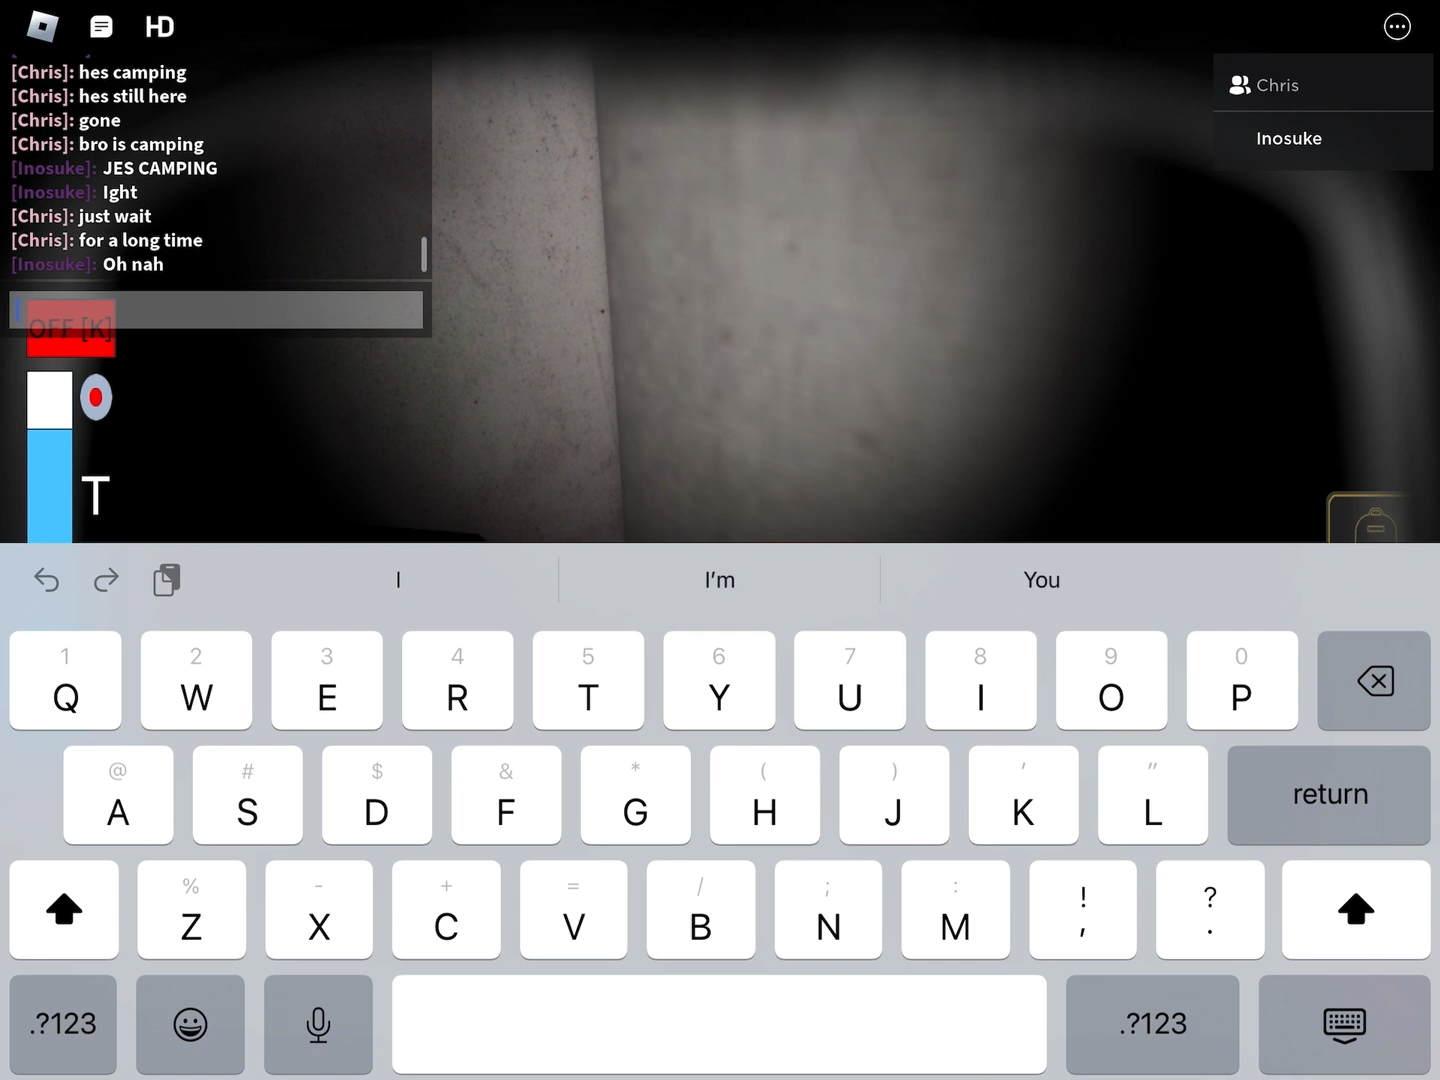 HD
[Chris]: hes camping
[Chris]: hes still here
[Chris]: gone
[Chris]: bro is camping
[Inosuke]: JES CAMPING
[Inosuke]: Ight
[Chris]: just wait
[Chris]: for a long time
[Inosuke]: Oh nah
Chris
Inosuke
OFF [K]
T
I
I'm
You
1 2 3 4 5 6 7 8 9 0
Q W E R T Y U I O P
@ # $ & * ( ) ' "
A S D F G H J K L return
% - + = / ; : ! ?
Z X C V B N M , .
.?123 .?123